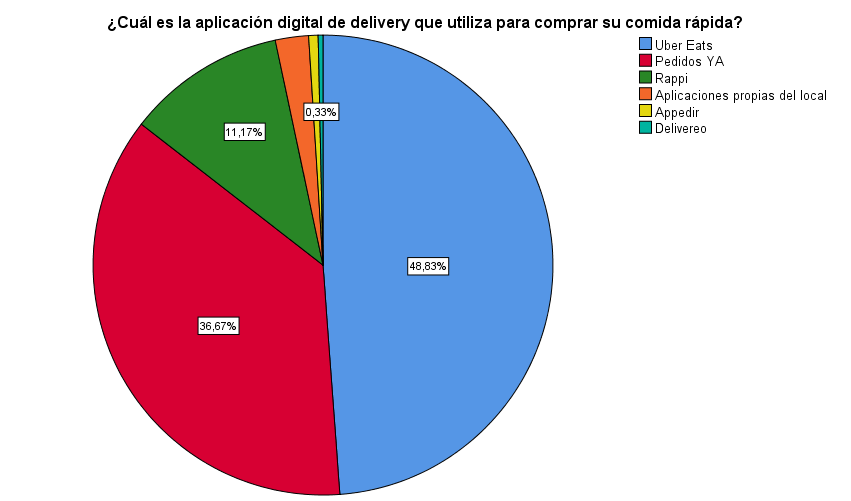 ¿Cuál es la aplicación digital de delivery que utiliza para comprar su comida rápida?
Uber Eats
Pedidos YA
Rappi
Aplicaciones propias del local
Appedir
Delivereo
0,33%
11,17%
48,83%
36,67%